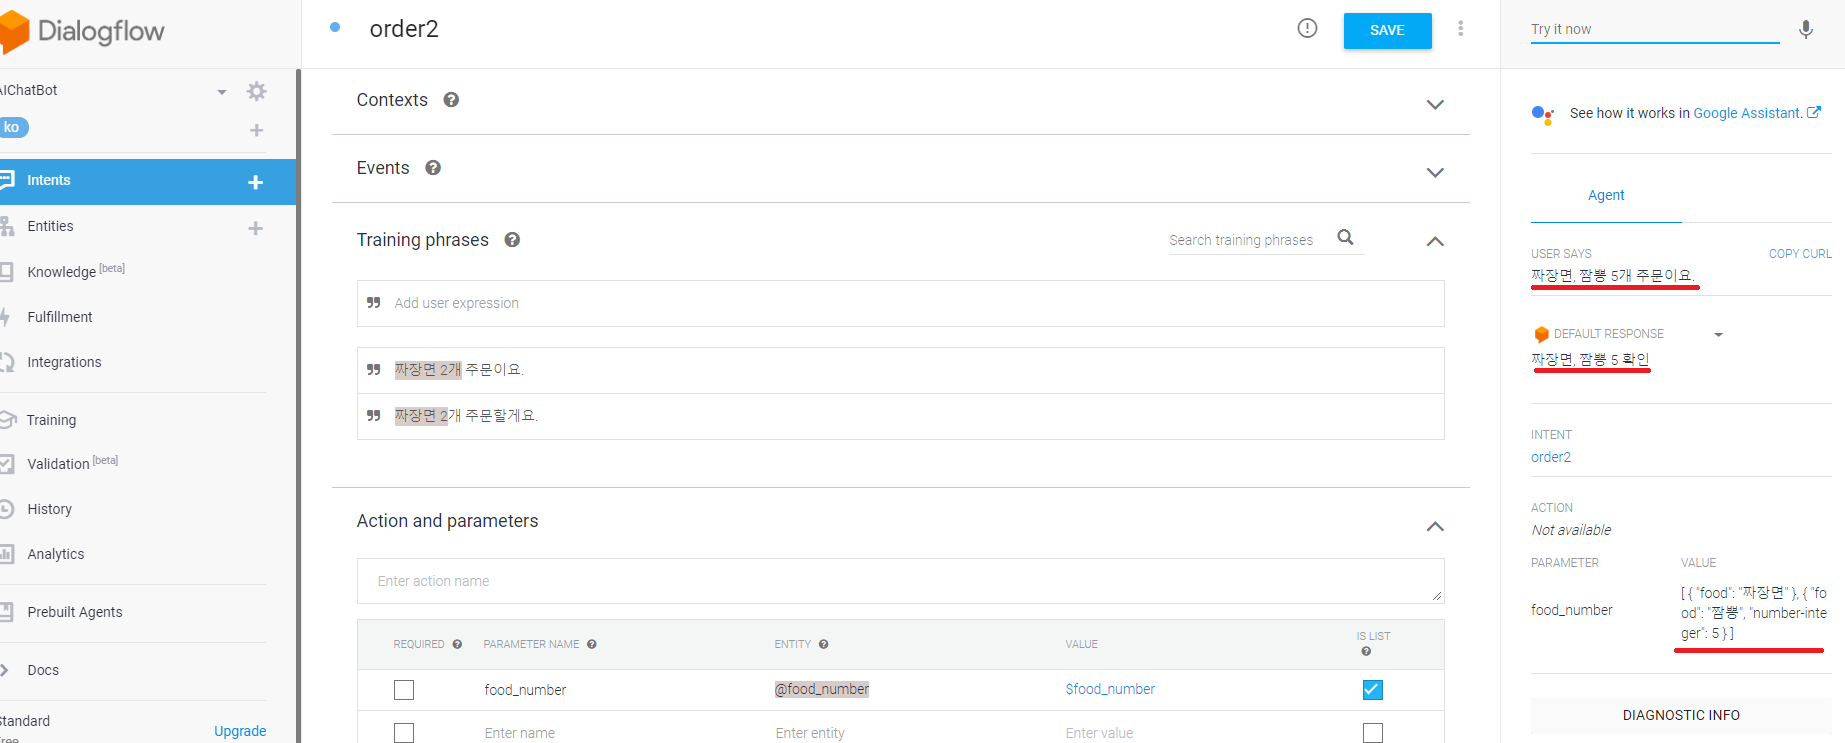 Dialogflow
AIChatBot
ko
Intents
Entities
Knowledge [beta]
Fulfillment
Integrations
Training
Validation [beta]
History
Analytics
Prebuilt Agents
Docs
Standard
Free
Upgrade
order2
SAVE
Contexts
Events
Training phrases
Search training phrases
Add user expression
짜장면 2개 주문이요.
짜장면 2개 주문할게요.
Action and parameters
Enter action name
REQUIRED PARAMETER NAME ENTITY VALUE IS LIST
food_number @food_number $food_number
Enter name Enter entity Enter value
Try it now
See how it works in Google Assistant.
Agent
USER SAYS COPY CURL
짜장면, 짬뽕 5개 주문이요.
DEFAULT RESPONSE
짜장면, 짬뽕 5 확인
INTENT
order2
ACTION
Not available
PARAMETER VALUE
food_number
[ { "food": "짜장면" }, { "fo
od": "짬뽕", "number-inte
ger": 5 } ]
DIAGNOSTIC INFO